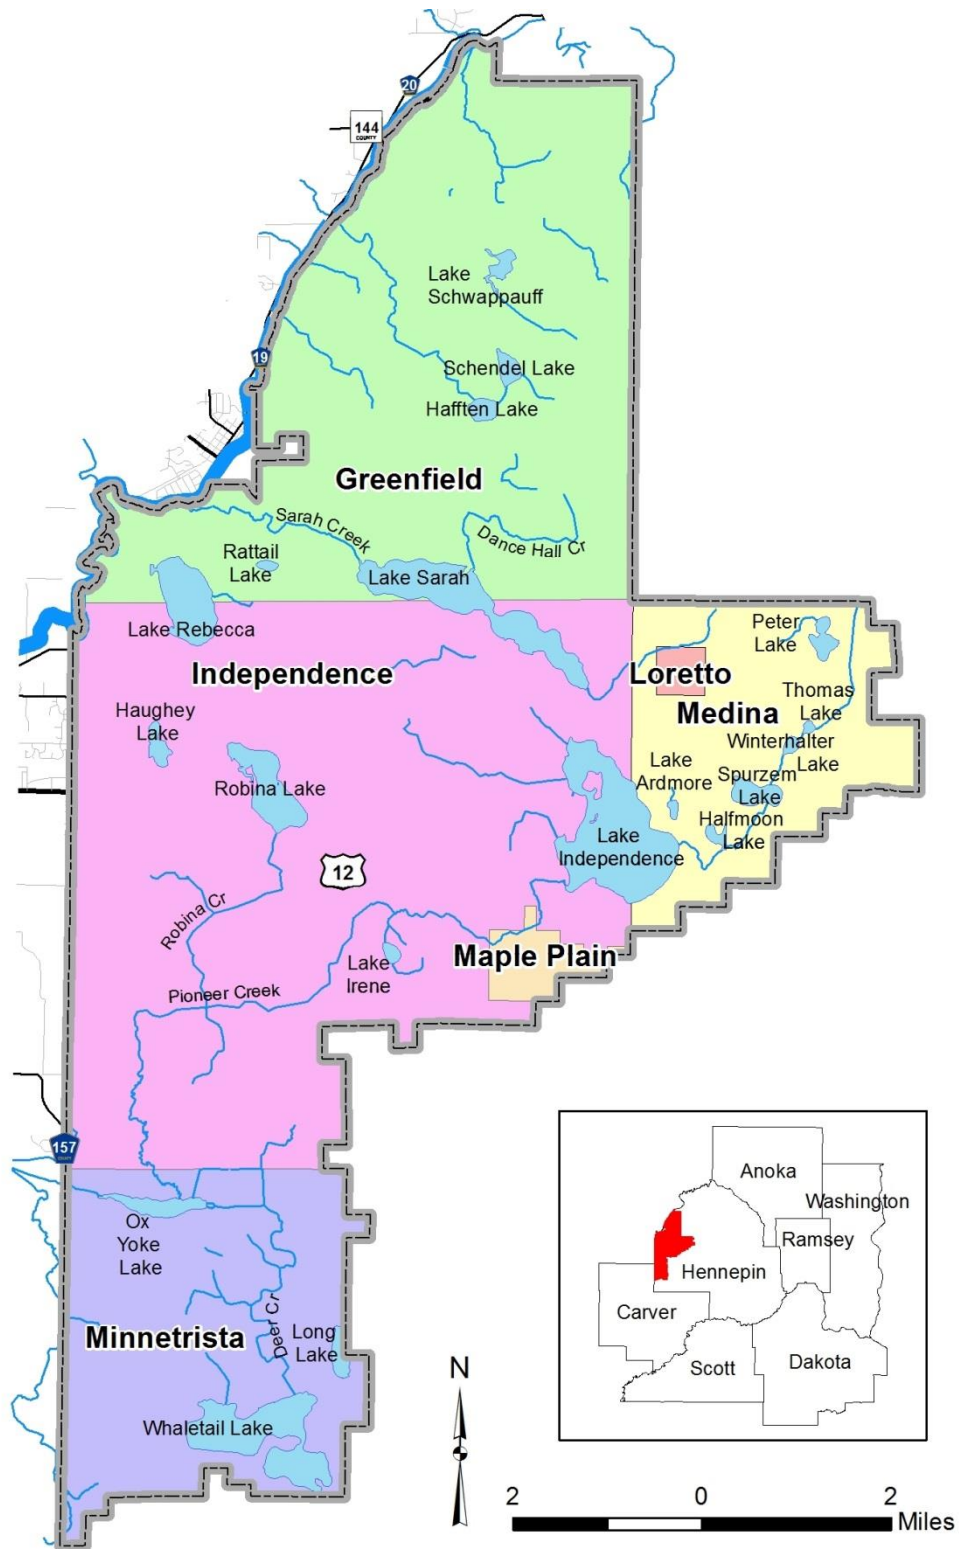 20
144
COUNTY
Lake
Schwappauff
19
Schendel Lake
Hafften Lake
Greenfield
Sarah Creek
Dance Hall Cr
Rattail
Lake
Lake Sarah
Lake Rebecca
Peter
Lake
Independence
Loretto
Medina
Thomas
Lake
Haughey
Lake
Winterhalter
Lake
Lake
Ardmore
Spurzem
Lake
Robina Lake
Halfmoon
Lake
Lake
Independence
12
Robina Cr
Maple Plain
Lake
Irene
Pioneer Creek
157
Ox
Yoke
Lake
Deer Cr
Long
Lake
Minnetrista
Whaletail Lake
Anoka
Washington
Ramsey
Hennepin
Carver
Scott
Dakota
N
2 0 2
Miles